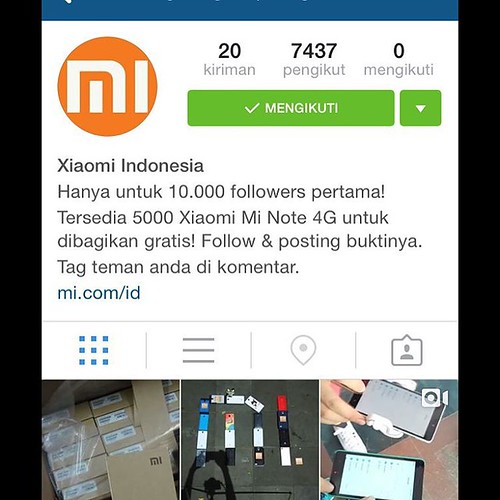 mi
20 7437 0
kiriman pengikut mengikuti
MENGIKUTI
Xiaomi Indonesia
Hanya untuk 10.000 followers pertama!
Tersedia 5000 Xiaomi Mi Note 4G untuk
dibagikan gratis! Follow & posting buktinya.
Tag teman anda di komentar.
mi.com/id
mi